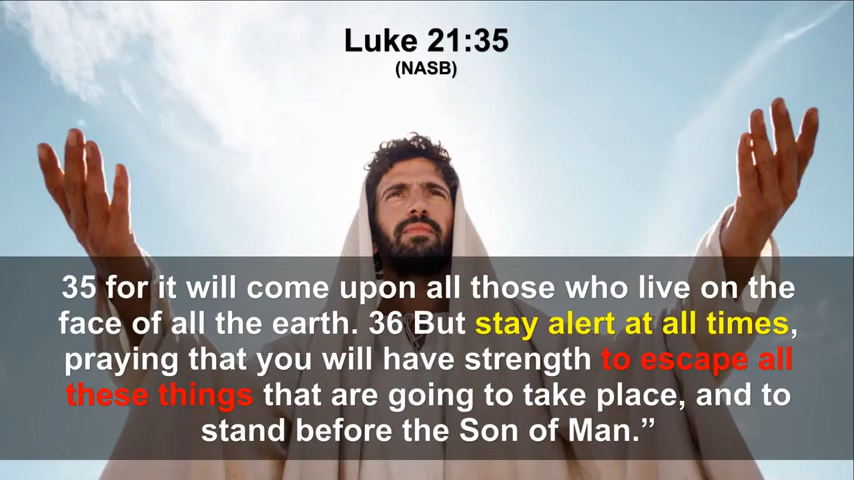 Luke 21:35
(NASB)
35 for it will come upon all those who live on the
face of all the earth. 36 But stay alert at all times,
praying that you will have strength to escape all
these things that are going to take place, and to
stand before the Son of Man.”